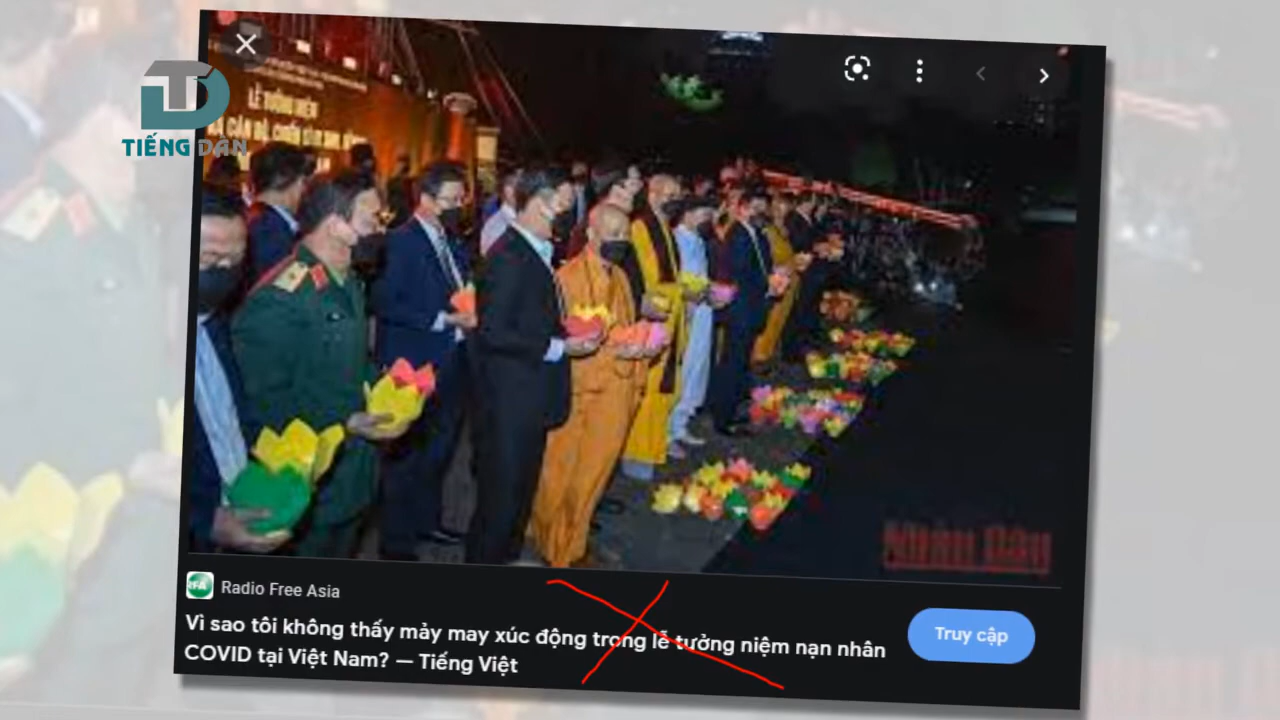 TIẾNG DÂN
LỄ TƯỞNG NIỆM
Nhân Dân
Radio Free Asia
Vì sao tôi không thấy mảy may xúc động trong lễ tưởng niệm nạn nhân
COVID tại Việt Nam? — Tiếng Việt
Truy cập